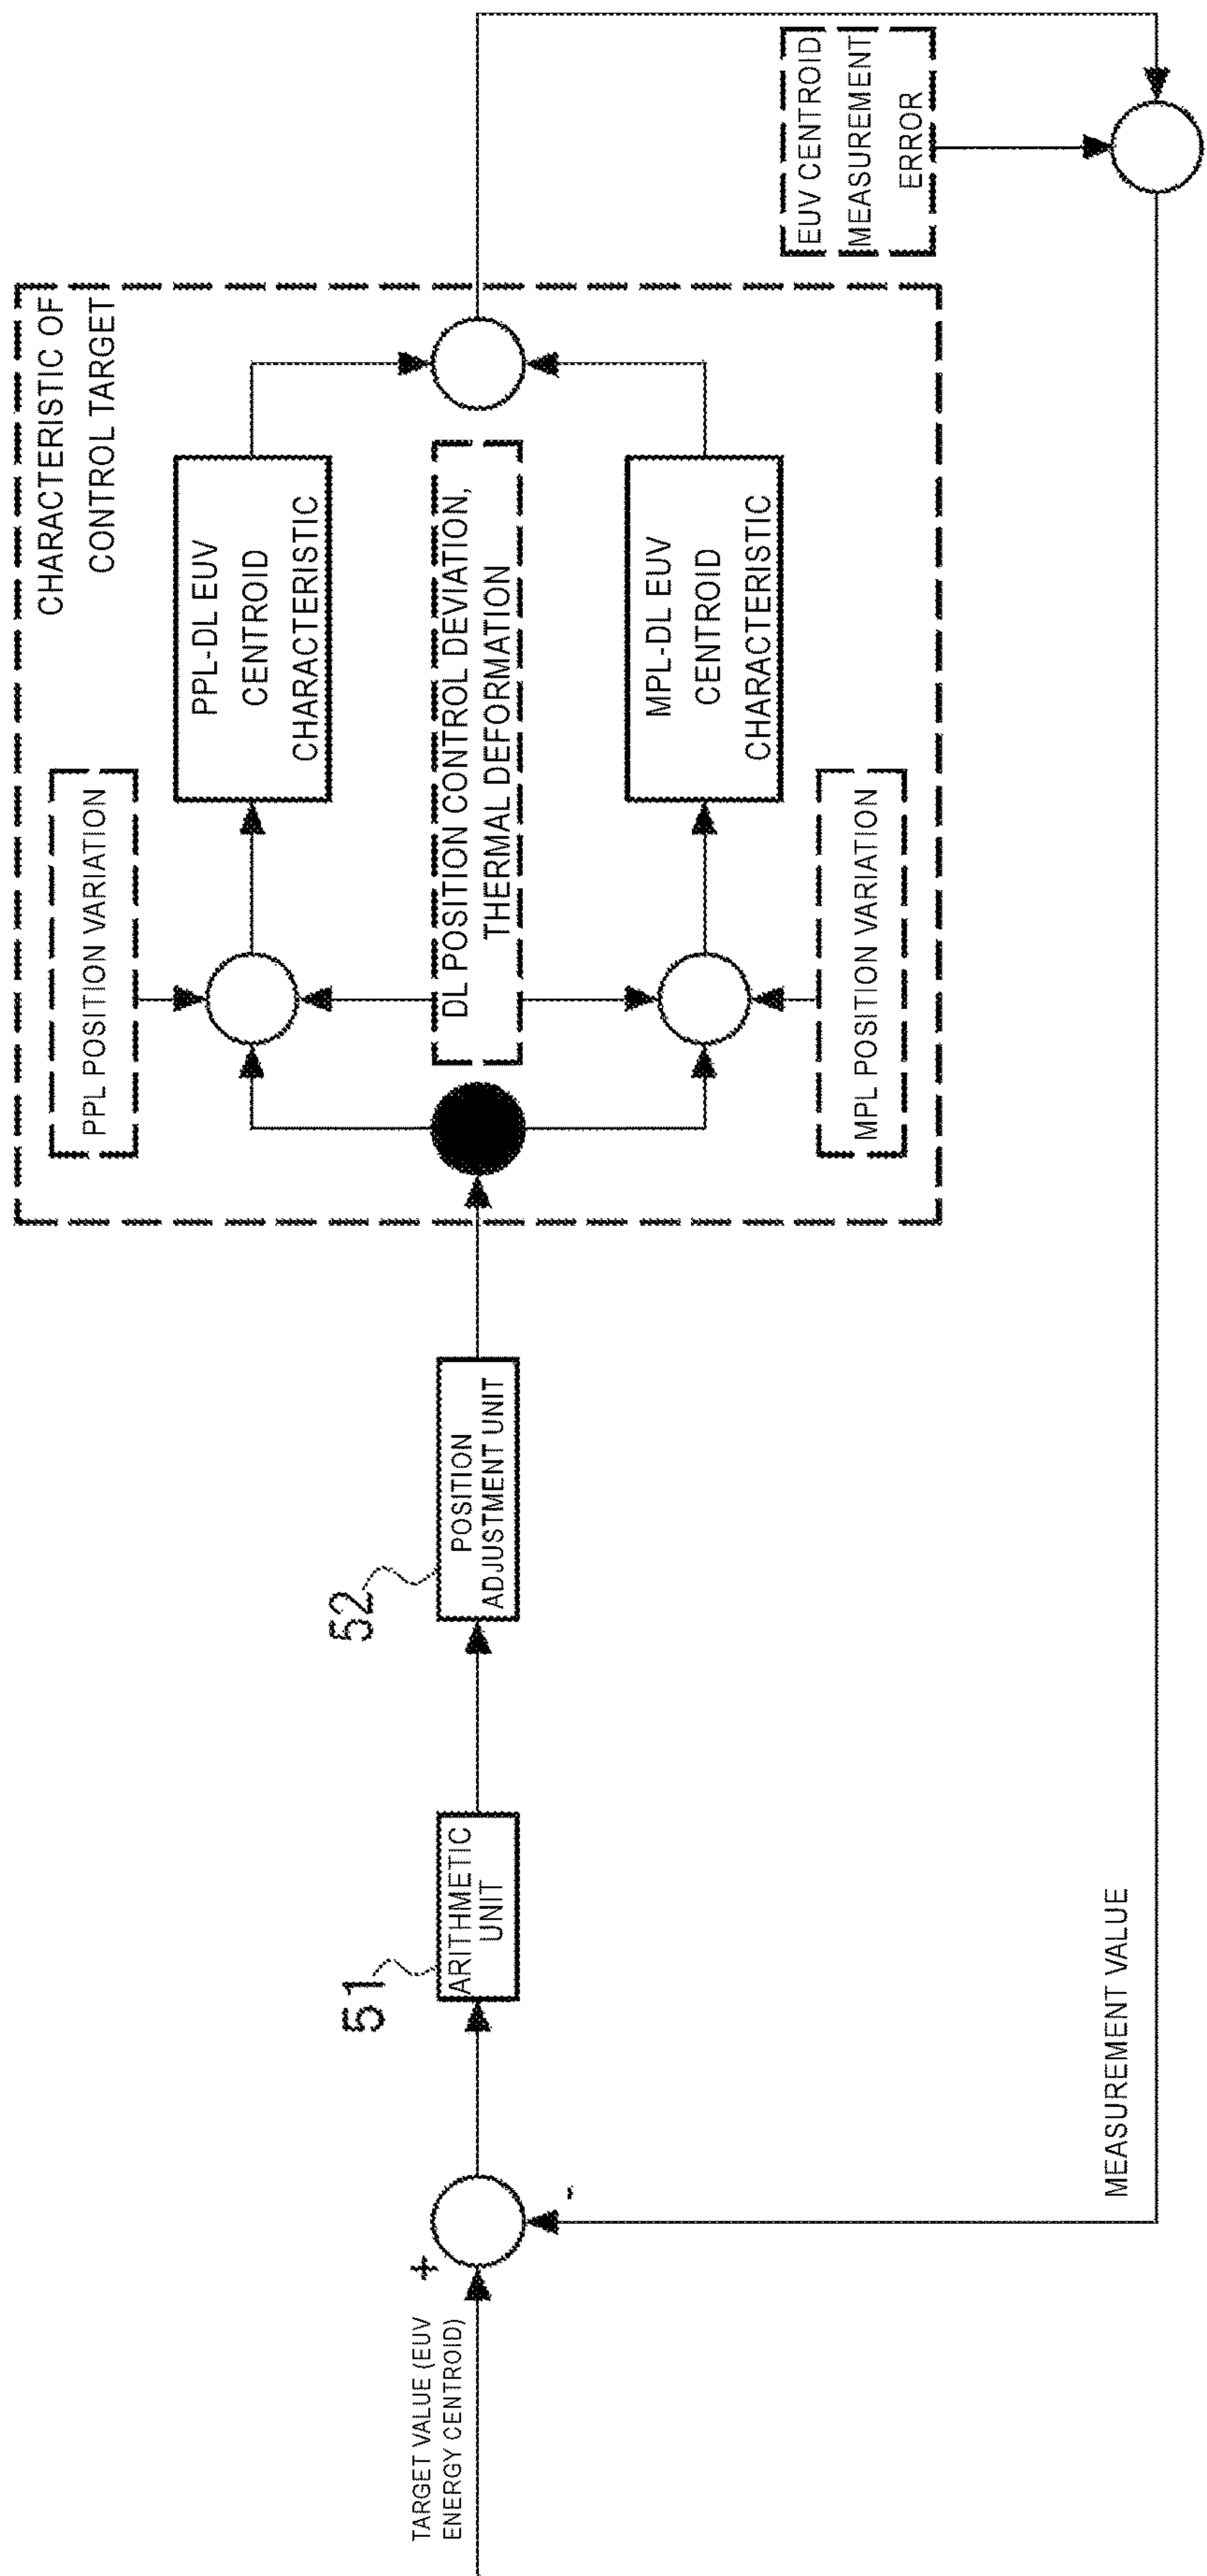 TARGET VALUE (EUV
ENERGY CENTROID)
+
-
51
ARITHMETIC
UNIT
52
POSITION
ADJUSTMENT UNIT
CHARACTERISTIC OF
CONTROL TARGET
PPL POSITION VARIATION
PPL-DL EUV
CENTROID
CHARACTERISTIC
DL POSITION CONTROL DEVIATION,
THERMAL DEFORMATION
MPL-DL EUV
CENTROID
CHARACTERISTIC
MPL POSITION VARIATION
EUV CENTROID
MEASUREMENT
ERROR
MEASUREMENT VALUE